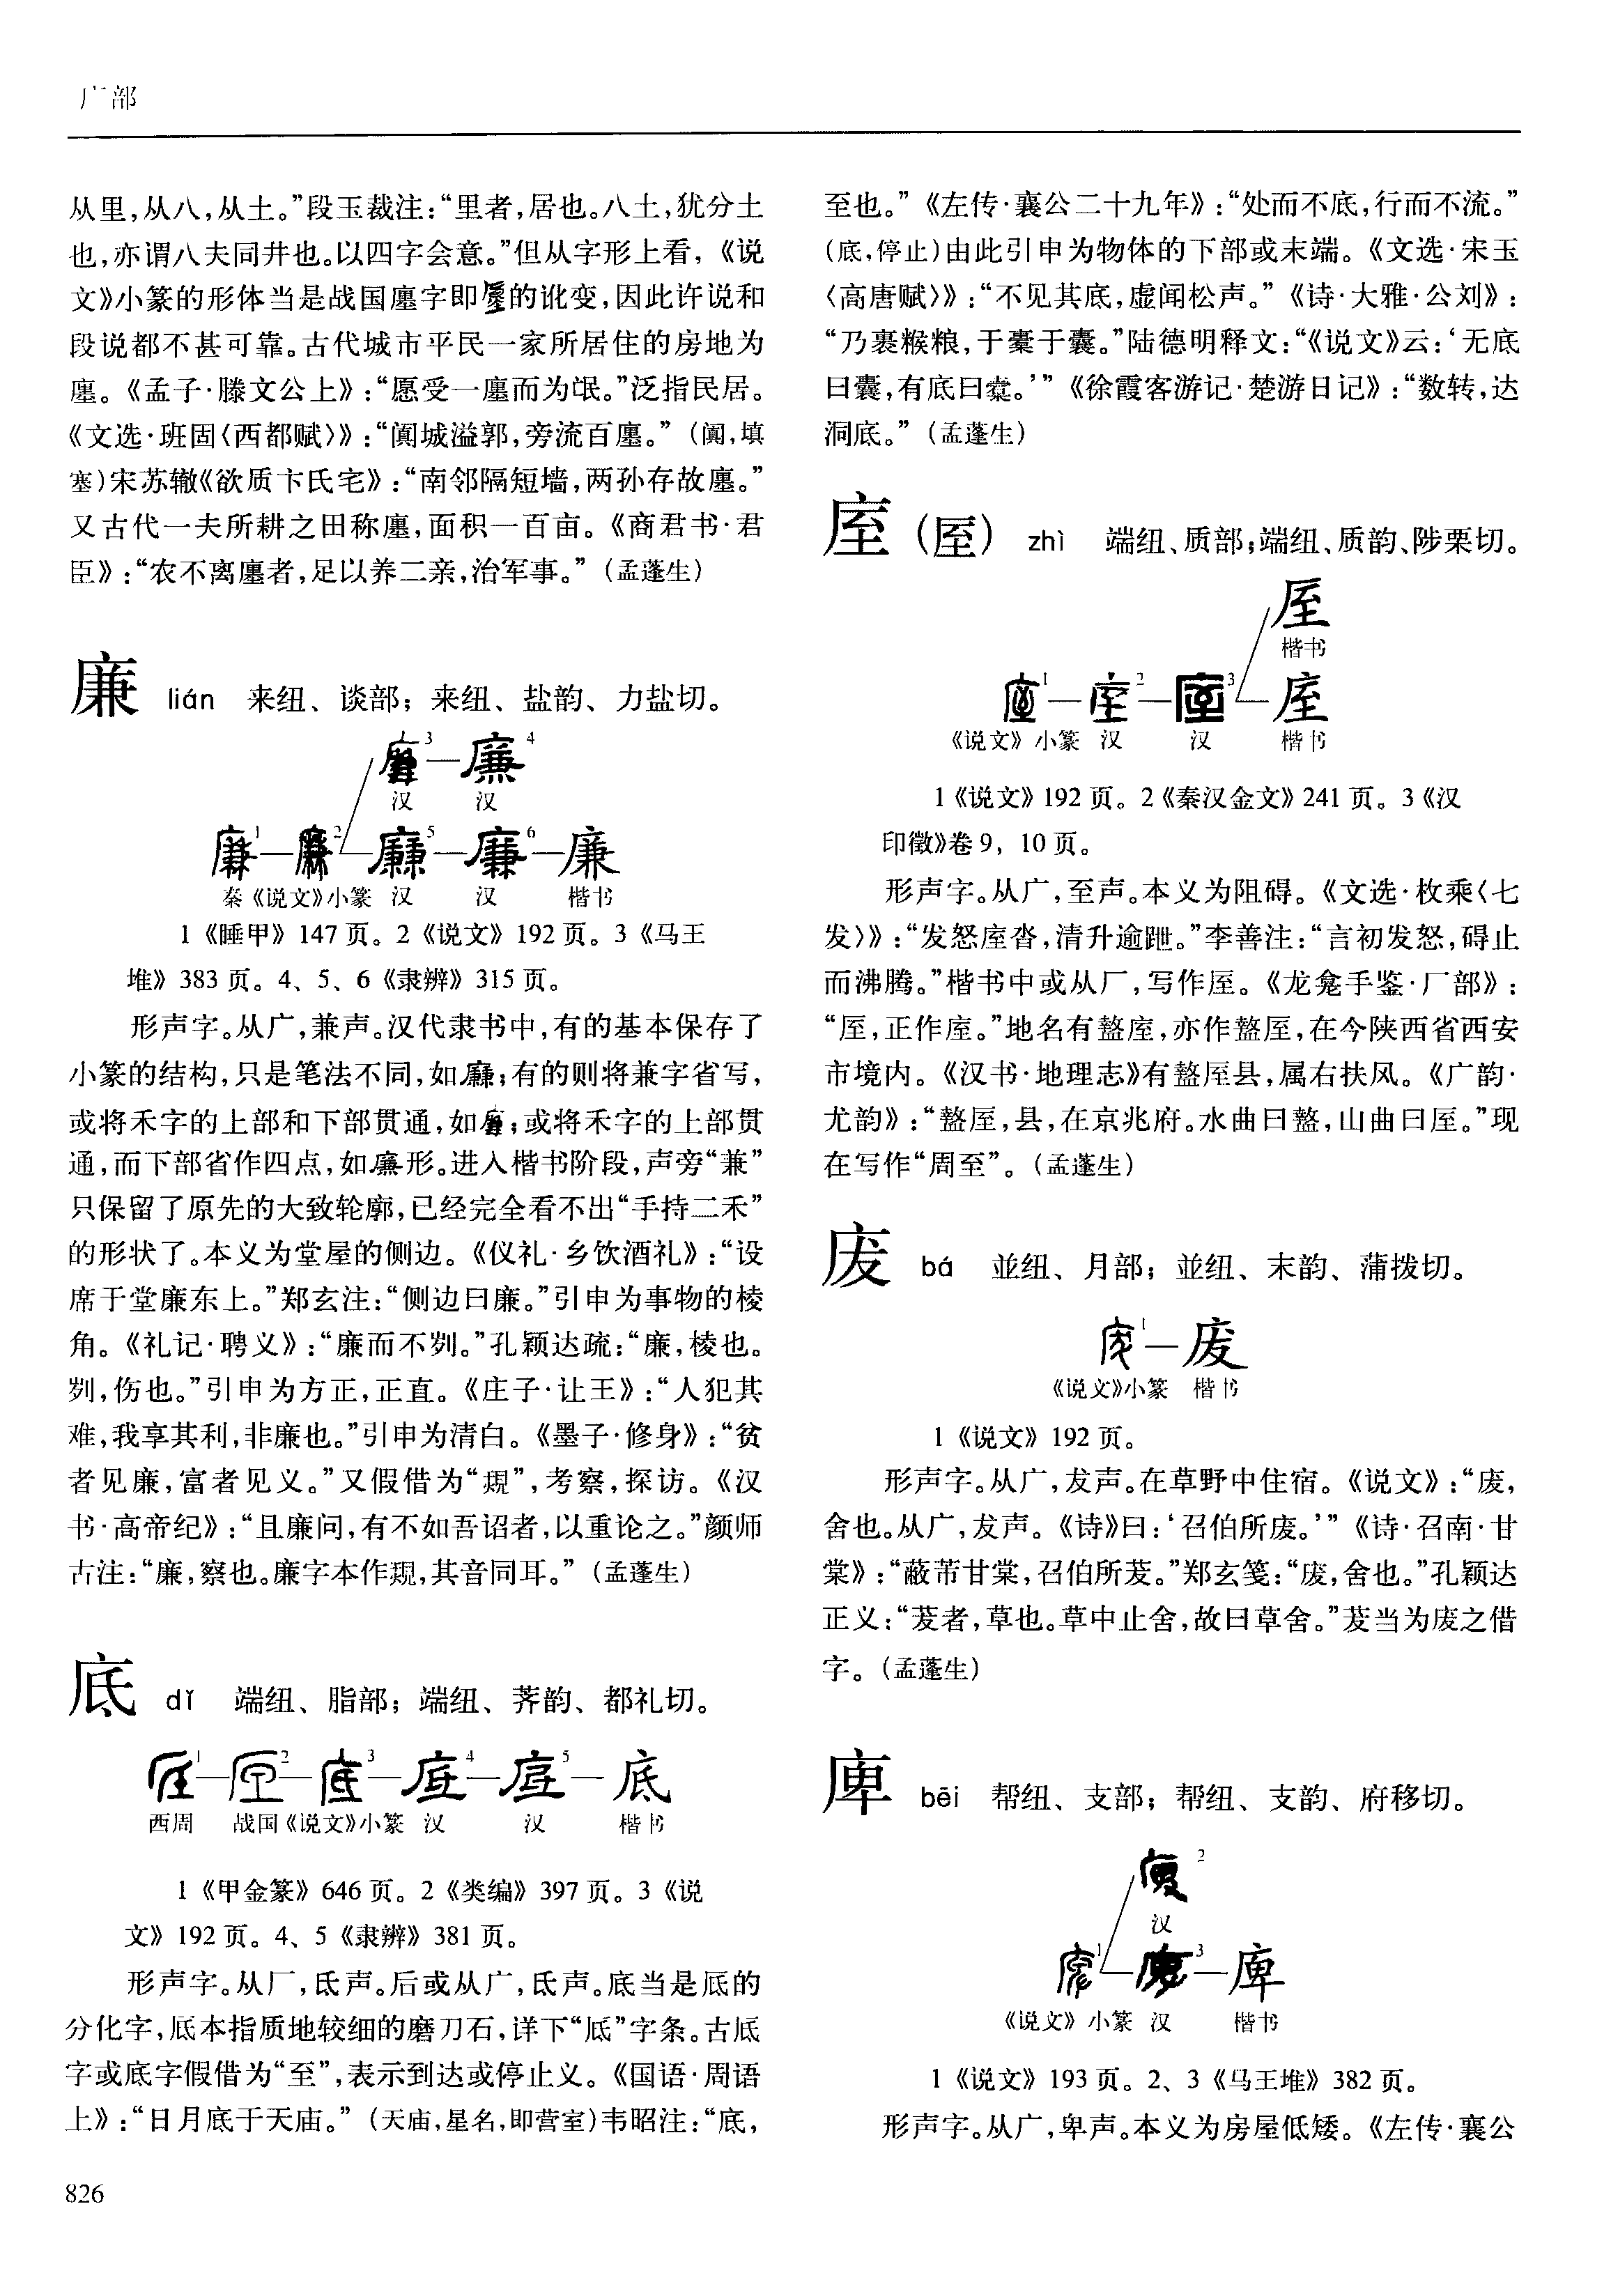 广部
从里,从八,从土。”段玉裁注:“里者,居也。八土,犹分土
也,亦谓八夫同井也。以四字会意。”但从字形上看,《说
文》小篆的形体当是战国廛字即的讹变,因此许说和
段说都不甚可靠。古代城市平民一家所居住的房地为
廛。《孟子·滕文公上》:“愿受一廛而为氓。”泛指民居。
《文选·班固〈西都赋〉》:“阗城溢郭,旁流百廛。”(阗,填
塞)宋苏辙《欲质卞氏宅》:“南邻隔短墙,两孙存故廛。”
又古代一夫所耕之田称廛,面积一百亩。《商君书·君
臣》:“农不离廛者,足以养二亲,治军事。”(孟蓬生)
廉 lián 来纽、谈部;来纽、盐韵、力盐切。
3 4
汉 汉
1 2 5 6 廉
秦《说文》小篆 汉 汉 楷书
1《睡甲》147页。2《说文》192页。3《马王
堆》383页。4、5、6《隶辨》315页。
形声字。从广,兼声。汉代隶书中,有的基本保存了
小篆的结构,只是笔法不同,如;有的则将兼字省写,
或将禾字的上部和下部贯通,如;或将禾字的上部贯
通,而下部省作四点,如形。进入楷书阶段,声旁“兼”
只保留了原先的大致轮廓,已经完全看不出“手持二禾”
的形状了。本义为堂屋的侧边。《仪礼·乡饮酒礼》:“设
席于堂廉东上。”郑玄注:“侧边曰廉。”引申为事物的棱
角。《礼记·聘义》:“廉而不刿。”孔颖达疏:“廉,棱也。
刿,伤也。”引申为方正,正直。《庄子·让王》:“人犯其
难,我享其利,非廉也。”引申为清白。《墨子·修身》:“贫
者见廉,富者见义。”又假借为“覝”,考察,探访。《汉
书·高帝纪》:“且廉问,有不如吾诏者,以重论之。”颜师
古注:“廉,察也。廉字本作覝,其音同耳。”(孟蓬生)
底 dǐ 端纽、脂部;端纽、荠韵、都礼切。
1 2 3 4 5 底
西周 战国《说文》小篆 汉 汉 楷书
1《甲金篆》646页。2《类编》397页。3《说
文》192页。4、5《隶辨》381页。
形声字。从厂,氐声。后或从广,氐声。底当是厎的
分化字,厎本指质地较细的磨刀石,详下“厎”字条。古厎
字或底字假借为“至”,表示到达或停止义。《国语·周语
上》:“日月底于天庙。”(天庙,星名,即营室)韦昭注:“底,
826
至也。”《左传·襄公二十九年》:“处而不底,行而不流。”
(底,停止)由此引申为物体的下部或末端。《文选·宋玉
〈高唐赋〉》:“不见其底,虚闻松声。”《诗·大雅·公刘》:
“乃裹糇粮,于橐于囊。”陆德明释文:“《说文》云:‘无底
曰囊,有底曰橐。’”《徐霞客游记·楚游日记》:“数转,达
洞底。”(孟蓬生)
庢(厔) zhì 端纽、质部;端纽、质韵、陟栗切。
厔
楷书
1 2 3 庢
《说文》小篆 汉 汉 楷书
1《说文》192页。2《秦汉金文》241页。3《汉
印徵》卷9,10页。
形声字。从广,至声。本义为阻碍。《文选·枚乘〈七
发〉》:“发怒庢沓,清升逾跇。”李善注:“言初发怒,碍止
而沸腾。”楷书中或从厂,写作厔。《龙龛手鉴·厂部》:
“厔,正作庢。”地名有盩庢,亦作盩厔,在今陕西省西安
市境内。《汉书·地理志》有盩厔县,属右扶风。《广韵·
尤韵》:“盩厔,县,在京兆府。水曲曰盩,山曲曰厔。”现
在写作“周至”。(孟蓬生)
废 bá 並纽、月部;並纽、末韵、蒲拨切。
1 废
《说文》小篆 楷书
1《说文》192页。
形声字。从广,犮声。在草野中住宿。《说文》:“废,
舍也。从广,犮声。《诗》曰:‘召伯所废。’”《诗·召南·甘
棠》:“蔽芾甘棠,召伯所茇。”郑玄笺:“废,舍也。”孔颖达
正义:“茇者,草也。草中止舍,故曰草舍。”茇当为废之借
字。(孟蓬生)
庳 bēi 帮纽、支部;帮纽、支韵、府移切。
2
汉
1 3 庳
《说文》小篆 汉 楷书
1《说文》193页。2、3《马王堆》382页。
形声字。从广,卑声。本义为房屋低矮。《左传·襄公